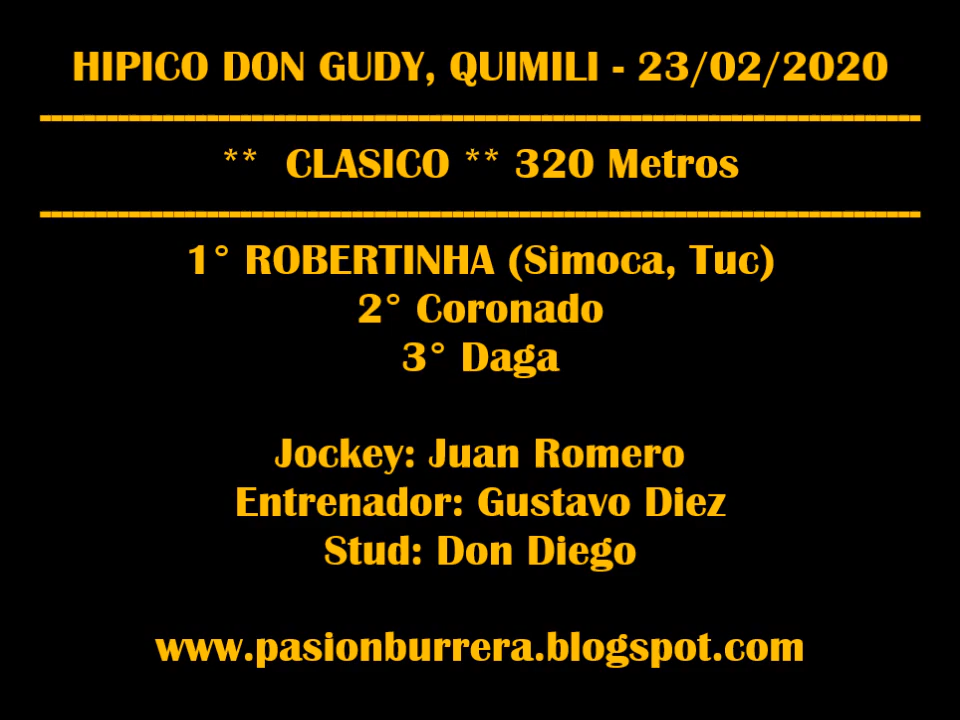 HIPICO DON GUDY, QUIMILI - 23/02/2020
--------------------------------------------------------------------------------
** CLASICO ** 320 Metros
--------------------------------------------------------------------------------
1° ROBERTINHA (Simoca, Tuc)
2° Coronado
3° Daga
Jockey: Juan Romero
Entrenador: Gustavo Diez
Stud: Don Diego
www.pasionburrera.blogspot.com